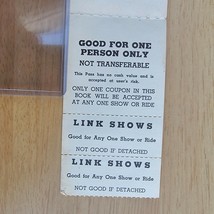 GOOD FOR ONE
PERSON ONLY
NOT TRANSFERABLE
This Pass has no cash value and is
accepted at user's risk.
ONLY ONE COUPON IN THIS
BOOK WILL BE ACCEPTED
AT ANY ONE SHOW OR RIDE
LINK SHOWS
Good for Any One Show or Ride
NOT GOOD IF DETACHED
LINK SHOWS
Good for Any One Show or Ride
NOT GOOD IF DETACHED